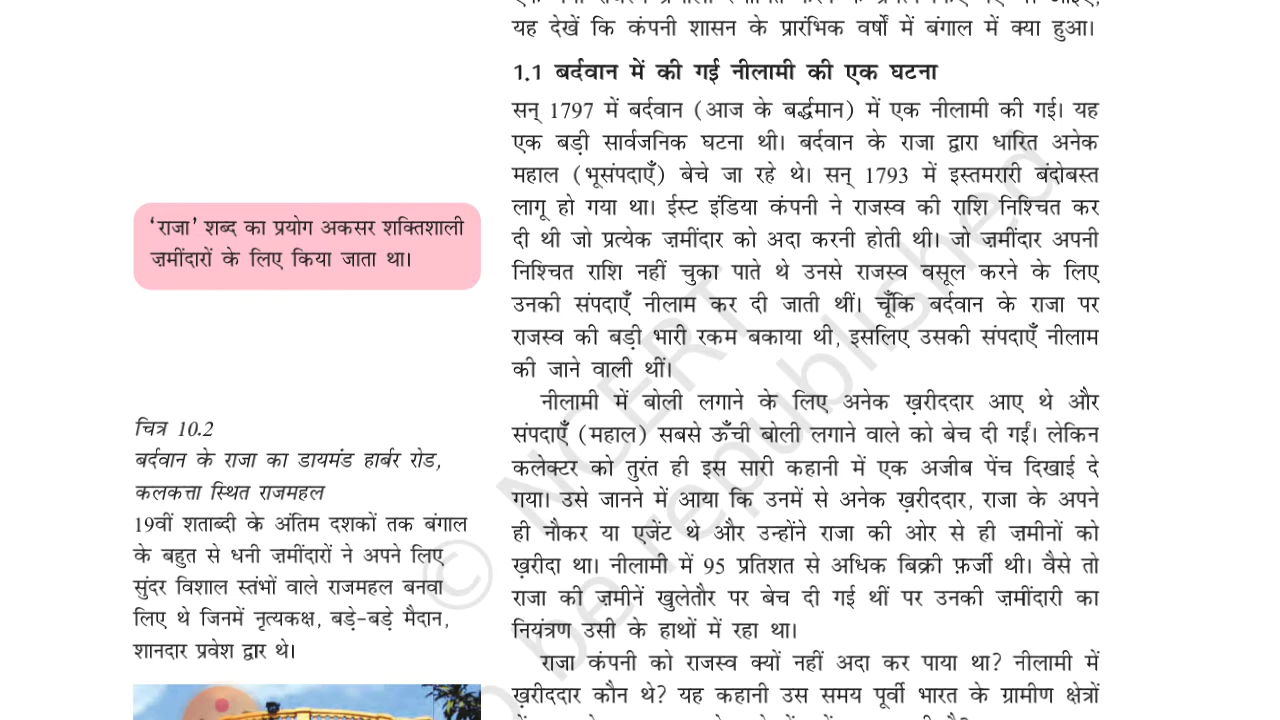 यह देखें कि कंपनी शासन के प्रारंभिक वर्षों में बंगाल में क्या हुआ।
1.1 बर्दवान में की गई नीलामी की एक घटना
सन् 1797 में बर्दवान (आज के बर्द्धमान) में एक नीलामी की गई। यह
एक बड़ी सार्वजनिक घटना थी। बर्दवान के राजा द्वारा धारित अनेक
महाल (भूसंपदाएँ) बेचे जा रहे थे। सन् 1793 में इस्तमरारी बंदोबस्त
लागू हो गया था। ईस्ट इंडिया कंपनी ने राजस्व की राशि निश्चित कर
दी थी जो प्रत्येक ज़मींदार को अदा करनी होती थी। जो ज़मींदार अपनी
निश्चित राशि नहीं चुका पाते थे उनसे राजस्व वसूल करने के लिए
उनकी संपदाएँ नीलाम कर दी जाती थीं। चूँकि बर्दवान के राजा पर
राजस्व की बड़ी भारी रकम बकाया थी, इसलिए उसकी संपदाएँ नीलाम
की जाने वाली थीं।
नीलामी में बोली लगाने के लिए अनेक ख़रीददार आए थे और
संपदाएँ (महाल) सबसे ऊँची बोली लगाने वाले को बेच दी गईं। लेकिन
कलेक्टर को तुरंत ही इस सारी कहानी में एक अजीब पेंच दिखाई दे
गया। उसे जानने में आया कि उनमें से अनेक ख़रीददार, राजा के अपने
ही नौकर या एजेंट थे और उन्होंने राजा की ओर से ही ज़मीनों को
ख़रीदा था। नीलामी में 95 प्रतिशत से अधिक बिक्री फ़र्जी थी। वैसे तो
राजा की ज़मीनें खुलेतौर पर बेच दी गई थीं पर उनकी ज़मींदारी का
नियंत्रण उसी के हाथों में रहा था।
राजा कंपनी को राजस्व क्यों नहीं अदा कर पाया था? नीलामी में
ख़रीददार कौन थे? यह कहानी उस समय पूर्वी भारत के ग्रामीण क्षेत्रों
‘राजा’ शब्द का प्रयोग अकसर शक्तिशाली
ज़मींदारों के लिए किया जाता था।
चित्र 10.2
बर्दवान के राजा का डायमंड हार्बर रोड,
कलकत्ता स्थित राजमहल
19वीं शताब्दी के अंतिम दशकों तक बंगाल
के बहुत से धनी ज़मींदारों ने अपने लिए
सुंदर विशाल स्तंभों वाले राजमहल बनवा
लिए थे जिनमें नृत्यकक्ष, बड़े-बड़े मैदान,
शानदार प्रवेश द्वार थे।
© NCERT
be republished